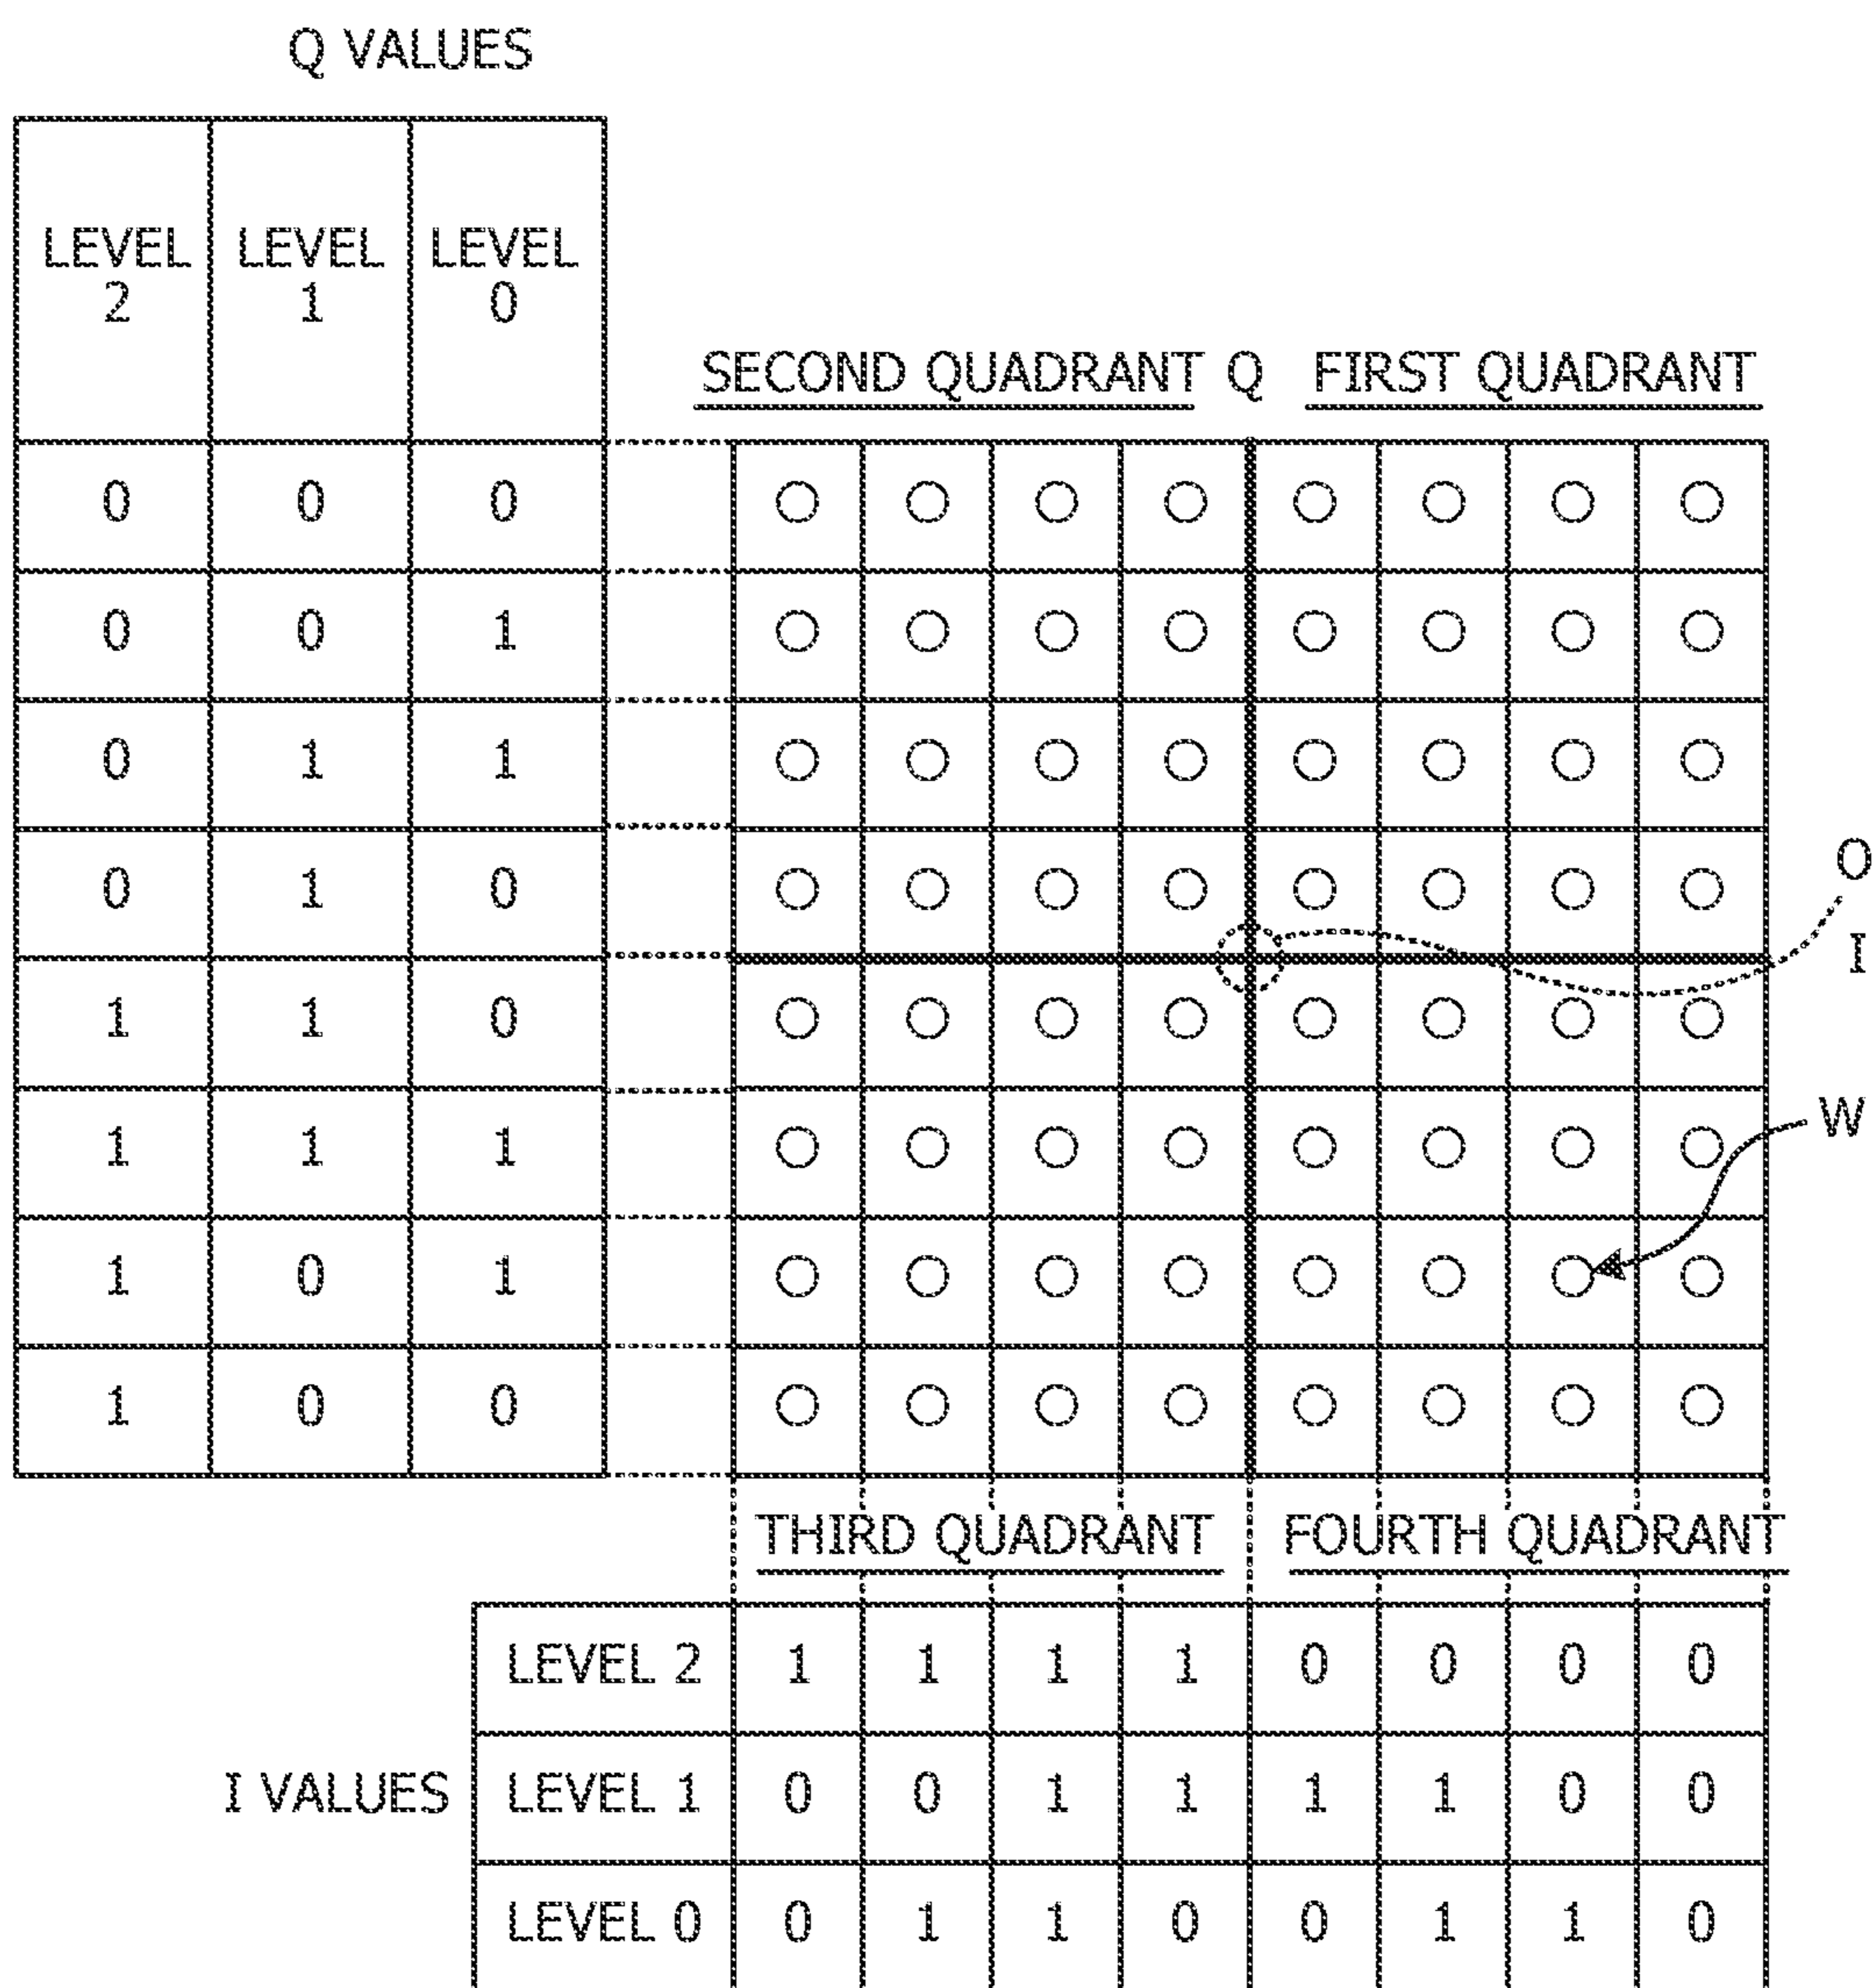 Q VALUES
LEVEL 2 LEVEL 1 LEVEL 0
SECOND QUADRANT Q FIRST QUADRANT
0 0 0
0 0 1
0 1 1
0 1 0
O
I
1 1 0
1 1 1
W
1 0 1
1 0 0
THIRD QUADRANT FOURTH QUADRANT
I VALUES
LEVEL 2 1 1 1 1 0 0 0 0
LEVEL 1 0 0 1 1 1 1 0 0
LEVEL 0 0 1 1 0 0 1 1 0